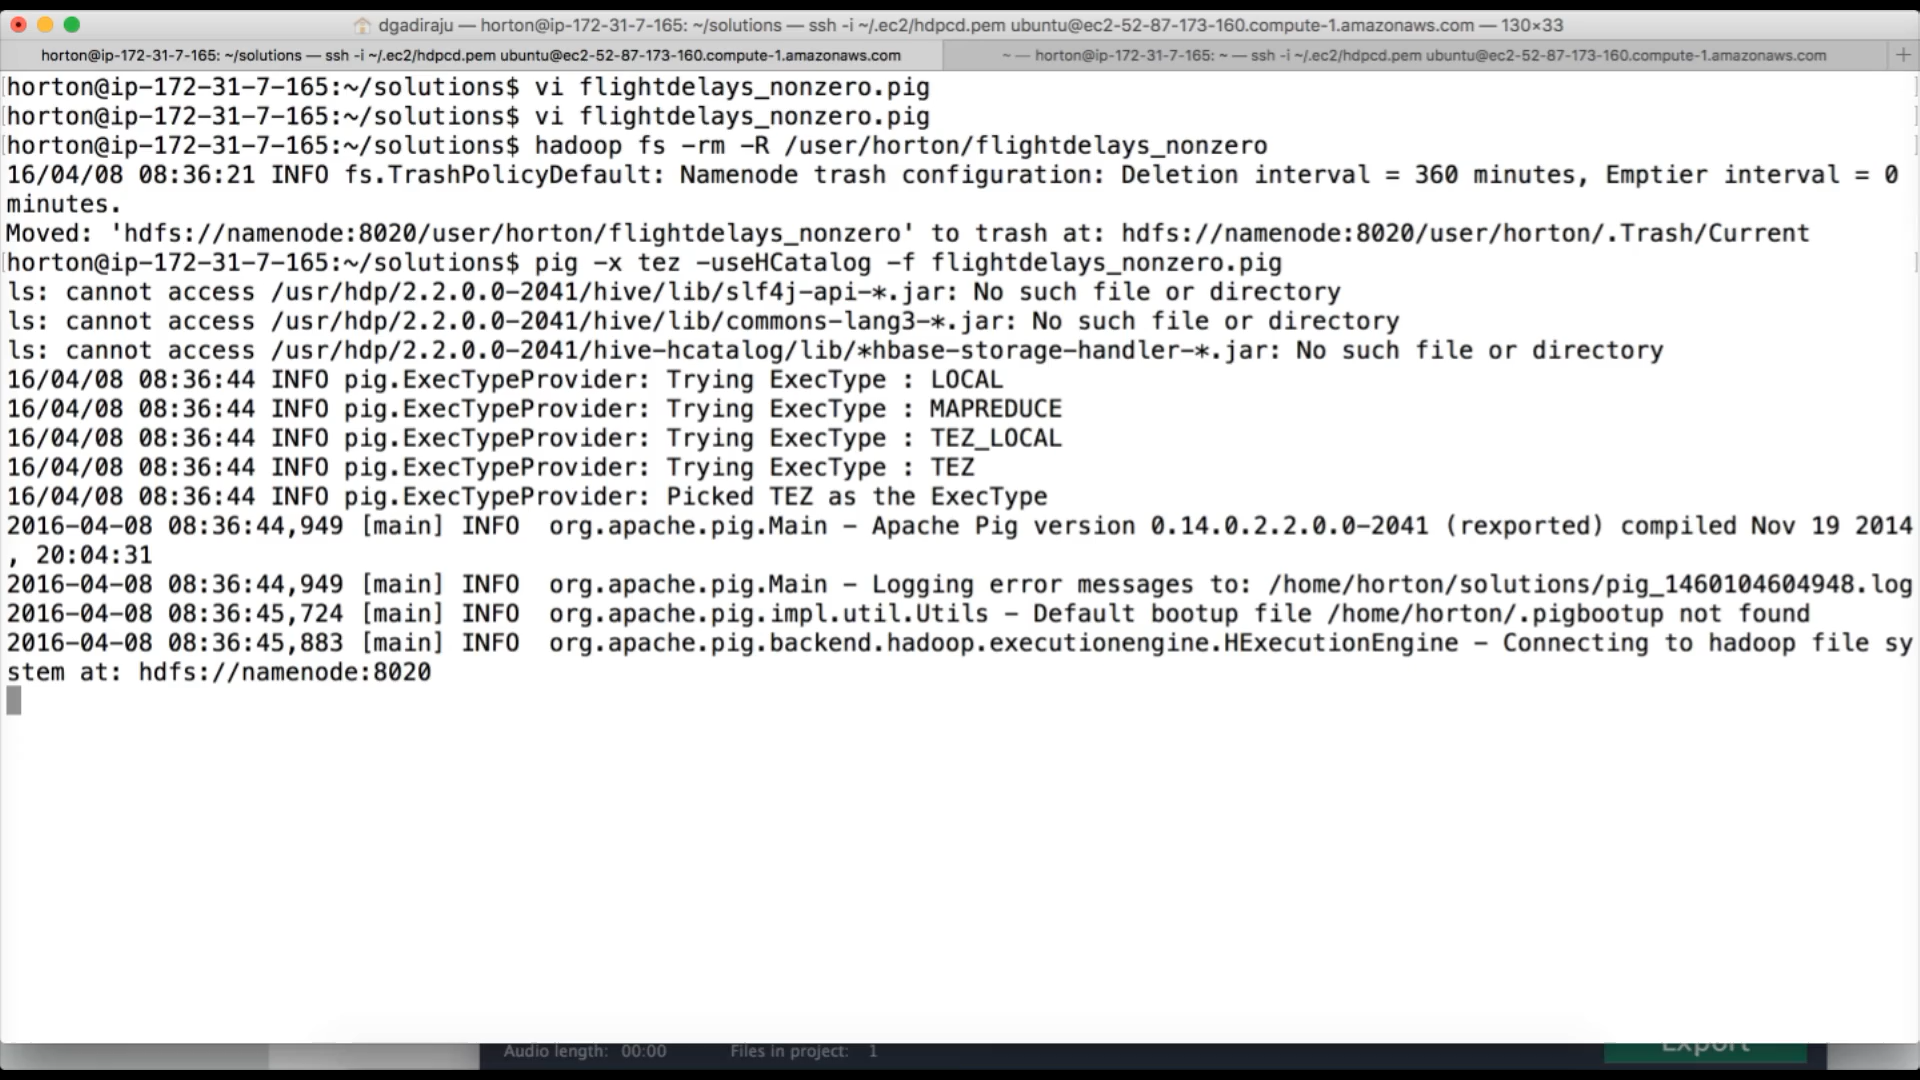 dgadiraju — horton@ip-172-31-7-165: ~/solutions — ssh -i ~/.ec2/hdpcd.pem ubuntu@ec2-52-87-173-160.compute-1.amazonaws.com — 130×33
horton@ip-172-31-7-165: ~/solutions — ssh -i ~/.ec2/hdpcd.pem ubuntu@ec2-52-87-173-160.compute-1.amazonaws.com
~ — horton@ip-172-31-7-165: ~ — ssh -i ~/.ec2/hdpcd.pem ubuntu@ec2-52-87-173-160.compute-1.amazonaws.com
horton@ip-172-31-7-165:~/solutions$ vi flightdelays_nonzero.pig
horton@ip-172-31-7-165:~/solutions$ vi flightdelays_nonzero.pig
horton@ip-172-31-7-165:~/solutions$ hadoop fs -rm -R /user/horton/flightdelays_nonzero
16/04/08 08:36:21 INFO fs.TrashPolicyDefault: Namenode trash configuration: Deletion interval = 360 minutes, Emptier interval = 0
minutes.
Moved: 'hdfs://namenode:8020/user/horton/flightdelays_nonzero' to trash at: hdfs://namenode:8020/user/horton/.Trash/Current
horton@ip-172-31-7-165:~/solutions$ pig -x tez -useHCatalog -f flightdelays_nonzero.pig
ls: cannot access /usr/hdp/2.2.0.0-2041/hive/lib/slf4j-api-*.jar: No such file or directory
ls: cannot access /usr/hdp/2.2.0.0-2041/hive/lib/commons-lang3-*.jar: No such file or directory
ls: cannot access /usr/hdp/2.2.0.0-2041/hive-hcatalog/lib/*hbase-storage-handler-*.jar: No such file or directory
16/04/08 08:36:44 INFO pig.ExecTypeProvider: Trying ExecType : LOCAL
16/04/08 08:36:44 INFO pig.ExecTypeProvider: Trying ExecType : MAPREDUCE
16/04/08 08:36:44 INFO pig.ExecTypeProvider: Trying ExecType : TEZ_LOCAL
16/04/08 08:36:44 INFO pig.ExecTypeProvider: Trying ExecType : TEZ
16/04/08 08:36:44 INFO pig.ExecTypeProvider: Picked TEZ as the ExecType
2016-04-08 08:36:44,949 [main] INFO  org.apache.pig.Main - Apache Pig version 0.14.0.2.2.0.0-2041 (rexported) compiled Nov 19 2014
, 20:04:31
2016-04-08 08:36:44,949 [main] INFO  org.apache.pig.Main - Logging error messages to: /home/horton/solutions/pig_1460104604948.log
2016-04-08 08:36:45,724 [main] INFO  org.apache.pig.impl.util.Utils - Default bootup file /home/horton/.pigbootup not found
2016-04-08 08:36:45,883 [main] INFO  org.apache.pig.backend.hadoop.executionengine.HExecutionEngine - Connecting to hadoop file sy
stem at: hdfs://namenode:8020
Audio length: 00:00 Files in project: 1
Export